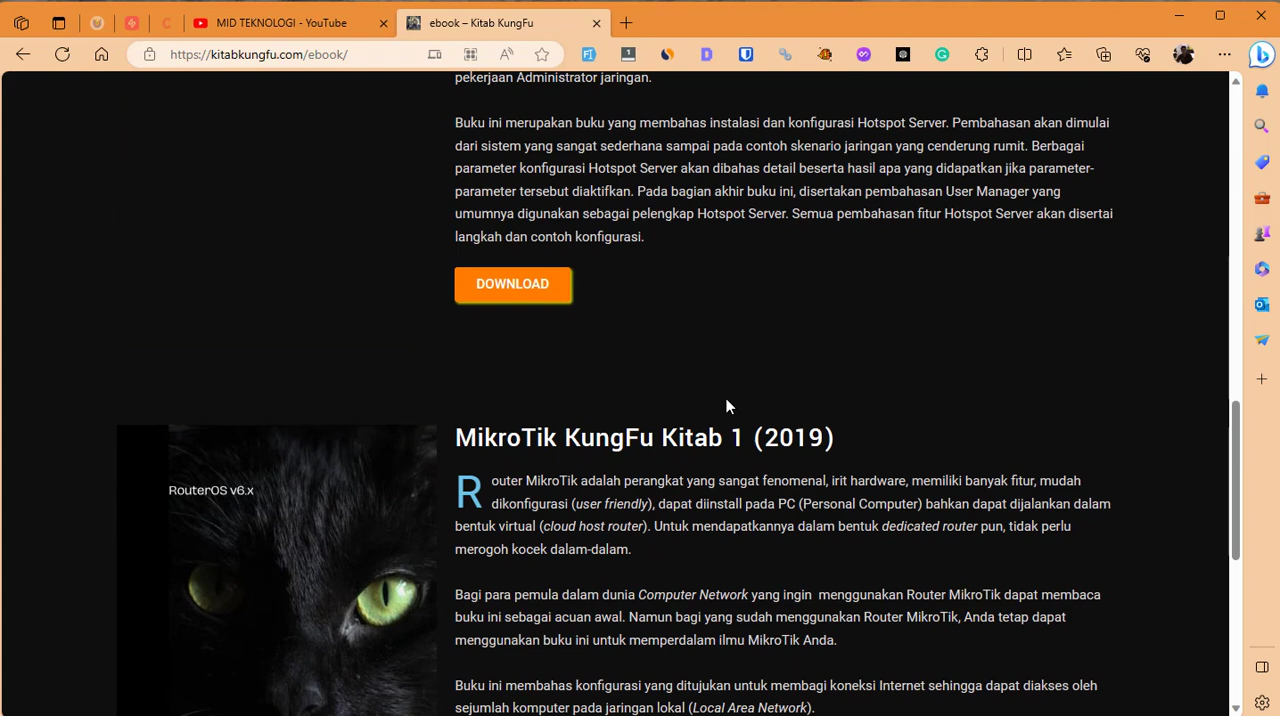 MID TEKNOLOGI - YouTube
ebook – Kitab KungFu
https://kitabkungfu.com/ebook/
pekerjaan Administrator jaringan.
Buku ini merupakan buku yang membahas instalasi dan konfigurasi Hotspot Server. Pembahasan akan dimulai
dari sistem yang sangat sederhana sampai pada contoh skenario jaringan yang cenderung rumit. Berbagai
parameter konfigurasi Hotspot Server akan dibahas detail beserta hasil apa yang didapatkan jika parameter-
parameter tersebut diaktifkan. Pada bagian akhir buku ini, disertakan pembahasan User Manager yang
umumnya digunakan sebagai pelengkap Hotspot Server. Semua pembahasan fitur Hotspot Server akan disertai
langkah dan contoh konfigurasi.
DOWNLOAD
RouterOS v6.x
MikroTik KungFu Kitab 1 (2019)
Router MikroTik adalah perangkat yang sangat fenomenal, irit hardware, memiliki banyak fitur, mudah
dikonfigurasi (user friendly), dapat diinstall pada PC (Personal Computer) bahkan dapat dijalankan dalam
bentuk virtual (cloud host router). Untuk mendapatkannya dalam bentuk dedicated router pun, tidak perlu
merogoh kocek dalam-dalam.
Bagi para pemula dalam dunia Computer Network yang ingin menggunakan Router MikroTik dapat membaca
buku ini sebagai acuan awal. Namun bagi yang sudah menggunakan Router MikroTik, Anda tetap dapat
menggunakan buku ini untuk memperdalam ilmu MikroTik Anda.
Buku ini membahas konfigurasi yang ditujukan untuk membagi koneksi Internet sehingga dapat diakses oleh
sejumlah komputer pada jaringan lokal (Local Area Network).